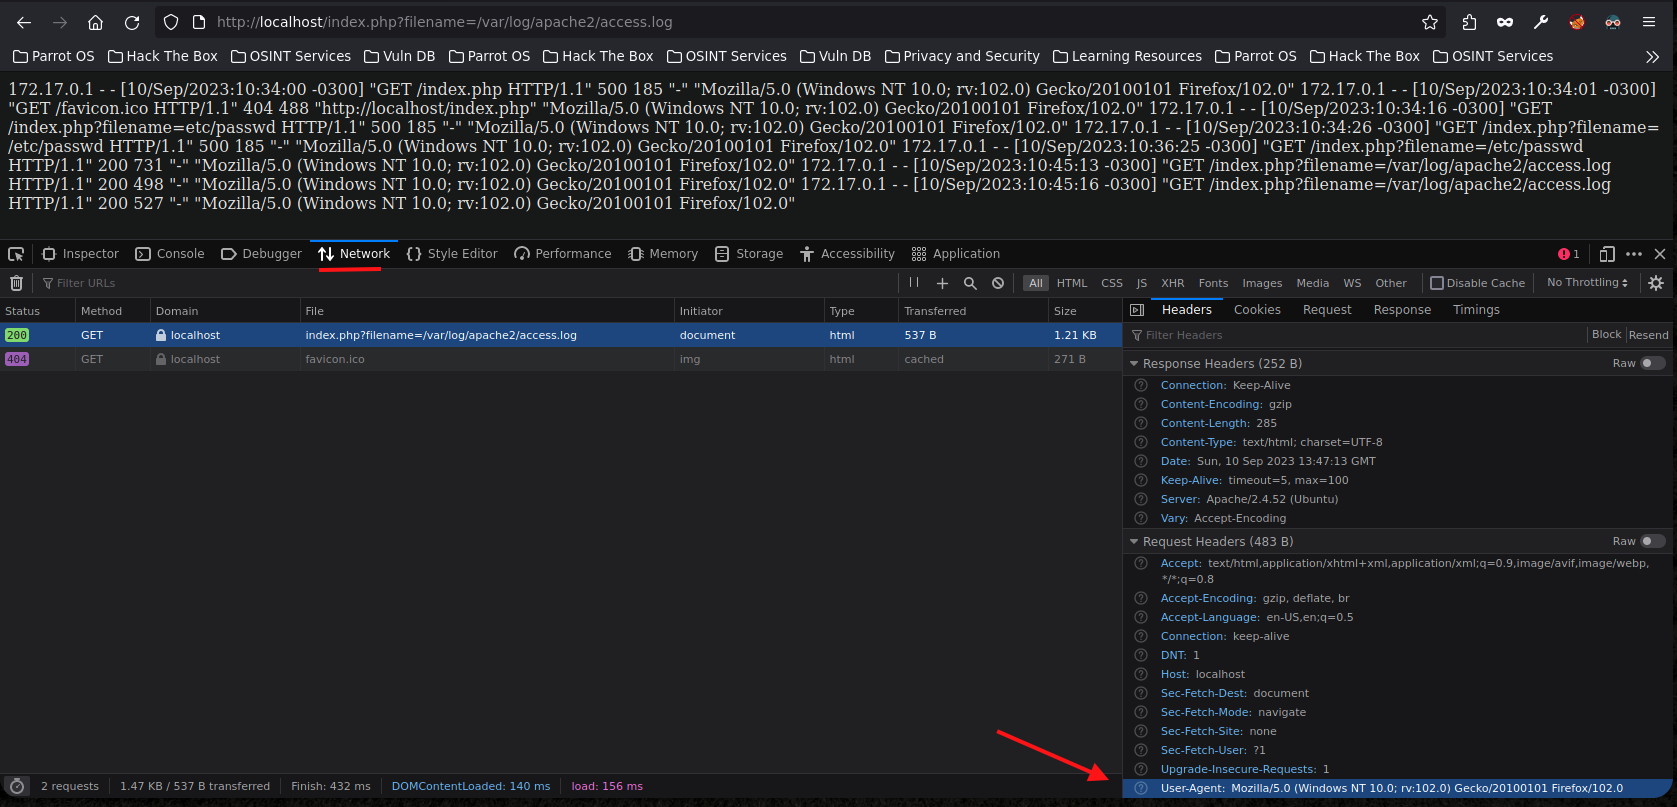 http://localhost/index.php?filename=/var/log/apache2/access.log
Parrot OS Hack The Box OSINT Services Vuln DB Parrot OS Hack The Box OSINT Services Vuln DB Privacy and Security Learning Resources Parrot OS Hack The Box OSINT Services
172.17.0.1 - - [10/Sep/2023:10:34:00 -0300] "GET /index.php HTTP/1.1" 500 185 "-" "Mozilla/5.0 (Windows NT 10.0; rv:102.0) Gecko/20100101 Firefox/102.0" 172.17.0.1 - - [10/Sep/2023:10:34:01 -0300]
"GET /favicon.ico HTTP/1.1" 404 488 "http://localhost/index.php" "Mozilla/5.0 (Windows NT 10.0; rv:102.0) Gecko/20100101 Firefox/102.0" 172.17.0.1 - - [10/Sep/2023:10:34:16 -0300] "GET
/index.php?filename=etc/passwd HTTP/1.1" 500 185 "-" "Mozilla/5.0 (Windows NT 10.0; rv:102.0) Gecko/20100101 Firefox/102.0" 172.17.0.1 - - [10/Sep/2023:10:34:26 -0300] "GET /index.php?filename=
/etc/passwd HTTP/1.1" 500 185 "-" "Mozilla/5.0 (Windows NT 10.0; rv:102.0) Gecko/20100101 Firefox/102.0" 172.17.0.1 - - [10/Sep/2023:10:36:25 -0300] "GET /index.php?filename=/etc/passwd
HTTP/1.1" 200 731 "-" "Mozilla/5.0 (Windows NT 10.0; rv:102.0) Gecko/20100101 Firefox/102.0" 172.17.0.1 - - [10/Sep/2023:10:45:13 -0300] "GET /index.php?filename=/var/log/apache2/access.log
HTTP/1.1" 200 498 "-" "Mozilla/5.0 (Windows NT 10.0; rv:102.0) Gecko/20100101 Firefox/102.0" 172.17.0.1 - - [10/Sep/2023:10:45:16 -0300] "GET /index.php?filename=/var/log/apache2/access.log
HTTP/1.1" 200 527 "-" "Mozilla/5.0 (Windows NT 10.0; rv:102.0) Gecko/20100101 Firefox/102.0"
Inspector Console Debugger Network Style Editor Performance Memory Storage Accessibility Application 1
Filter URLs All HTML CSS JS XHR Fonts Images Media WS Other Disable Cache No Throttling
Status Method Domain File Initiator Type Transferred Size
200 GET localhost index.php?filename=/var/log/apache2/access.log document html 537 B 1.21 KB
404 GET localhost favicon.ico img html cached 271 B
Headers Cookies Request Response Timings
Filter Headers Block Resend
Response Headers (252 B) Raw
Connection: Keep-Alive
Content-Encoding: gzip
Content-Length: 285
Content-Type: text/html; charset=UTF-8
Date: Sun, 10 Sep 2023 13:47:13 GMT
Keep-Alive: timeout=5, max=100
Server: Apache/2.4.52 (Ubuntu)
Vary: Accept-Encoding
Request Headers (483 B) Raw
Accept: text/html,application/xhtml+xml,application/xml;q=0.9,image/avif,image/webp,
*/*;q=0.8
Accept-Encoding: gzip, deflate, br
Accept-Language: en-US,en;q=0.5
Connection: keep-alive
DNT: 1
Host: localhost
Sec-Fetch-Dest: document
Sec-Fetch-Mode: navigate
Sec-Fetch-Site: none
Sec-Fetch-User: ?1
Upgrade-Insecure-Requests: 1
User-Agent: Mozilla/5.0 (Windows NT 10.0; rv:102.0) Gecko/20100101 Firefox/102.0
2 requests 1.47 KB / 537 B transferred Finish: 432 ms DOMContentLoaded: 140 ms load: 156 ms